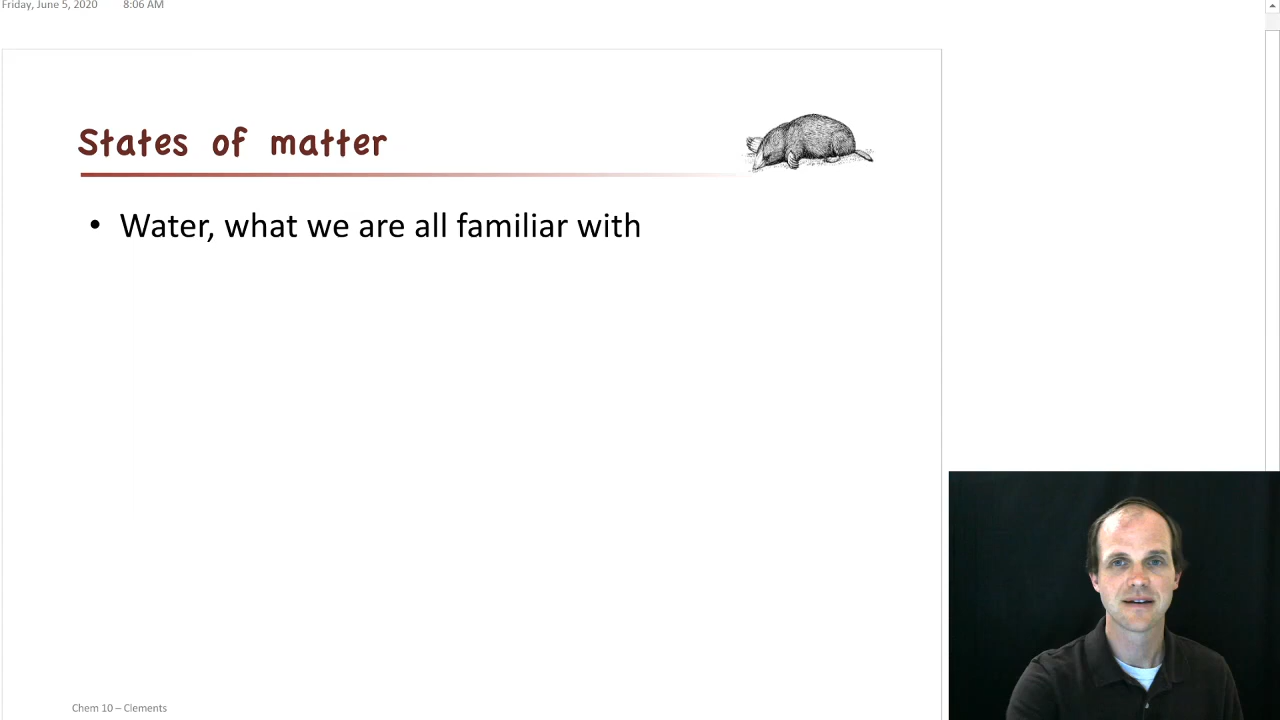 Friday, June 5, 2020 8:06 AM
States of matter
• Water, what we are all familiar with
Chem 10 – Clements